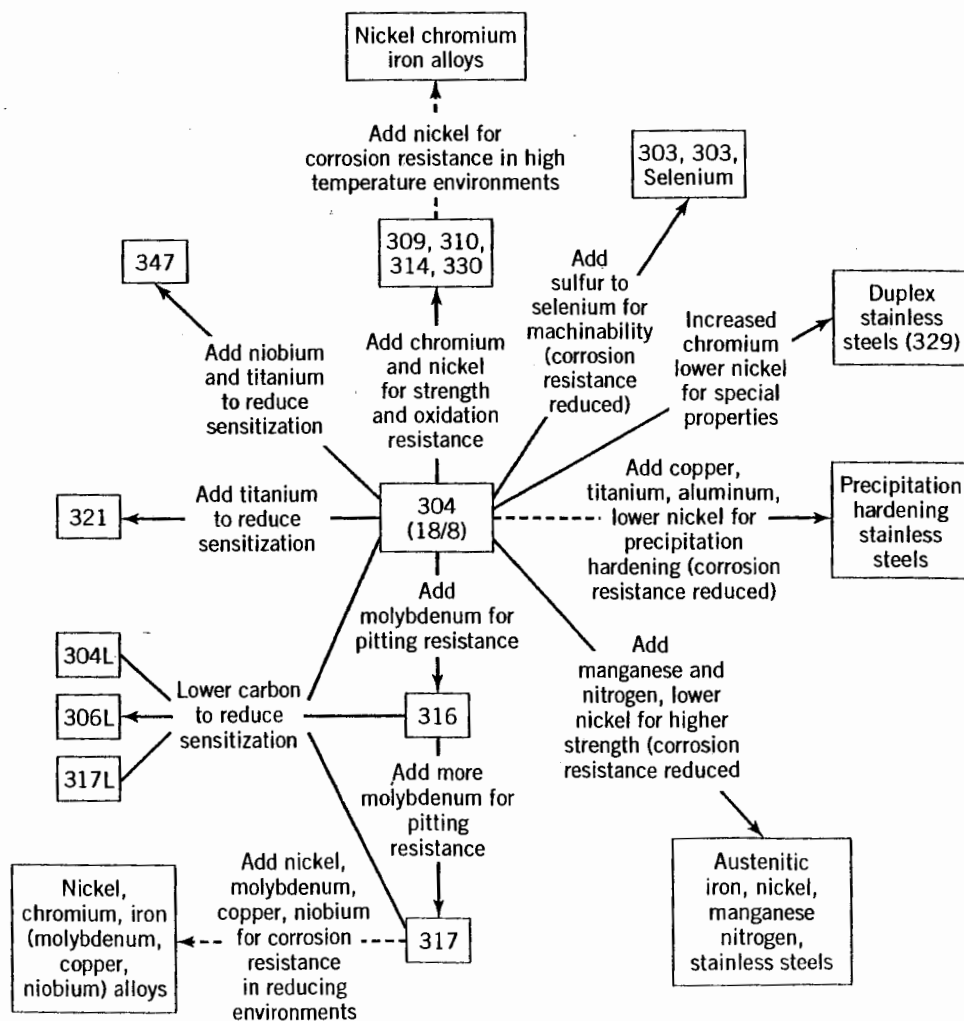 Nickel chromium
iron alloys
Add nickel for
corrosion resistance in high
temperature environments
303, 303,
Selenium
309, 310,
314, 330
347
Add
sulfur to
selenium for
machinability
(corrosion
resistance
reduced)
Increased
chromium
lower nickel
for special
properties
Duplex
stainless
steels (329)
Add niobium
and titanium
to reduce
sensitization
Add chromium
and nickel
for strength
and oxidation
resistance
321
Add titanium
to reduce
sensitization
304
(18/8)
Add copper,
titanium, aluminum,
lower nickel for
precipitation
hardening (corrosion
resistance reduced)
Precipitation
hardening
stainless
steels
Add
molybdenum for
pitting resistance
Add
manganese and
nitrogen, lower
nickel for higher
strength (corrosion
resistance reduced
304L
306L
317L
Lower carbon
to reduce
sensitization
316
Add more
molybdenum for
pitting
resistance
Nickel,
chromium, iron
(molybdenum,
copper,
niobium) alloys
Add nickel,
molybdenum,
copper, niobium
for corrosion
resistance
in reducing
environments
317
Austenitic
iron, nickel,
manganese
nitrogen,
stainless steels